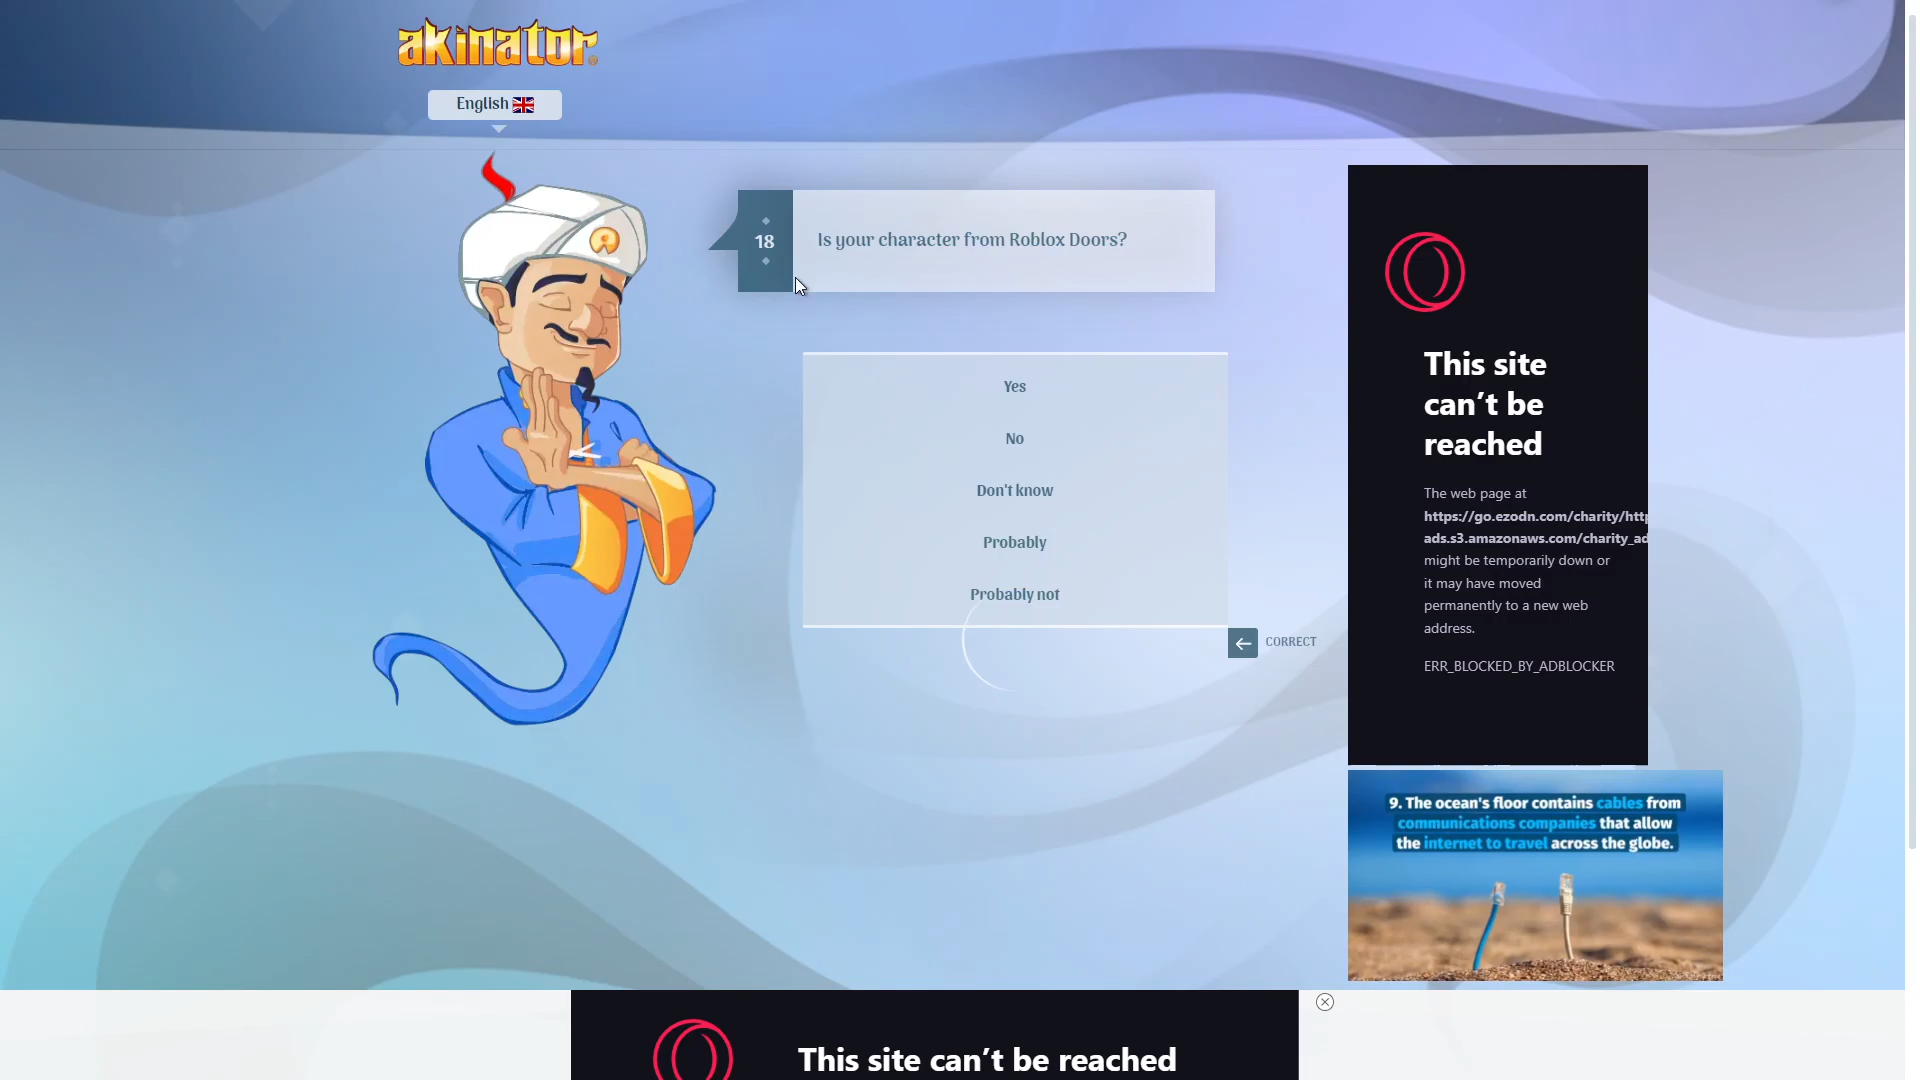 akinator
English
18
Is your character from Roblox Doors?
Yes
No
Don't know
Probably
Probably not
CORRECT
This site
can’t be
reached
The web page at
https://go.ezodn.com/charity/http
ads.s3.amazonaws.com/charity_ad
might be temporarily down or
it may have moved
permanently to a new web
address.
ERR_BLOCKED_BY_ADBLOCKER
9. The ocean's floor contains cables from
communications companies that allow
the internet to travel across the globe.
This site can’t be reached